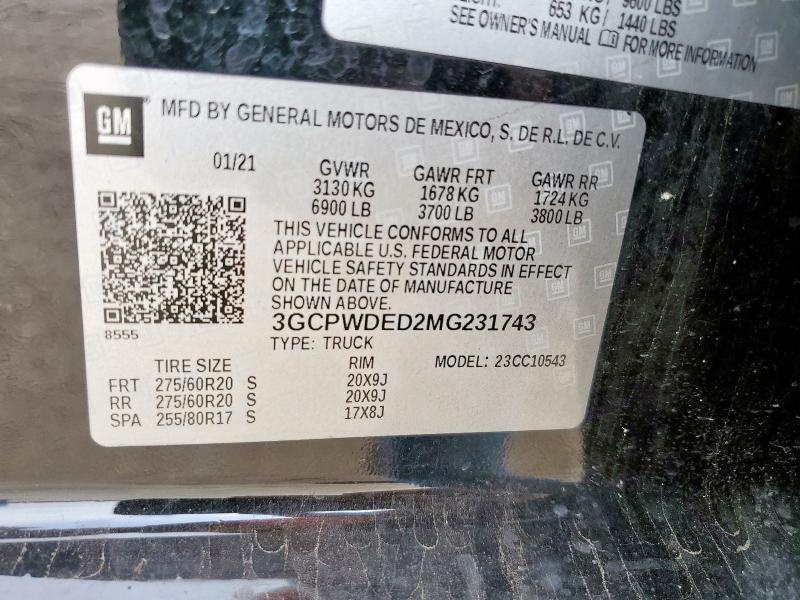 9600 LBS
653 KG / 1440 LBS
SEE OWNER'S MANUAL FOR MORE INFORMATION
GM
MFD BY GENERAL MOTORS DE MEXICO, S. DE R.L. DE C.V.
01/21 GVWR GAWR FRT GAWR RR
3130 KG 1678 KG 1724 KG
6900 LB 3700 LB 3800 LB
THIS VEHICLE CONFORMS TO ALL
APPLICABLE U.S. FEDERAL MOTOR
VEHICLE SAFETY STANDARDS IN EFFECT
ON THE DATE OF MANUFACTURE
SHOWN ABOVE.
8555
3GCPWDED2MG231743
TYPE: TRUCK
TIRE SIZE RIM MODEL: 23CC10543
FRT 275/60R20 S 20X9J
RR 275/60R20 S 20X9J
SPA 255/80R17 S 17X8J